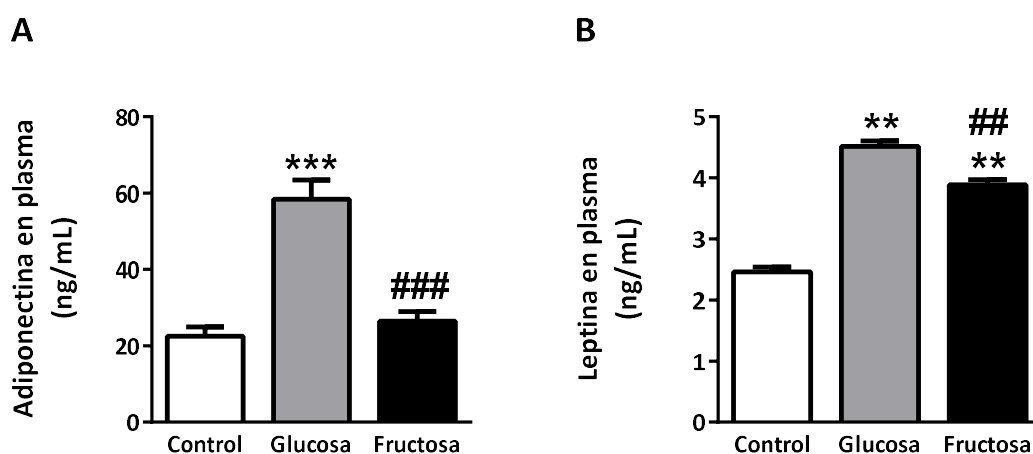 A
Adiponectina en plasma
(ng/mL)
80
60
40
20
0
***
###
Control Glucosa Fructosa
B
Leptina en plasma
(ng/mL)
5
4
3
2
1
0
**
##
**
Control Glucosa Fructosa